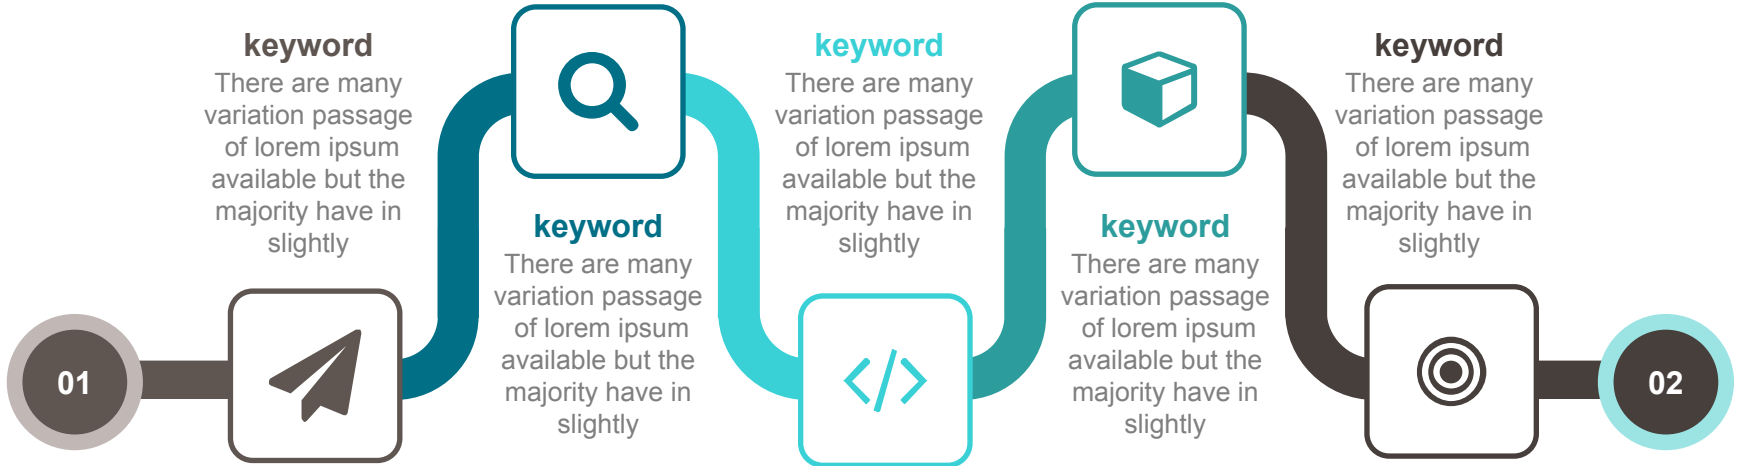 keyword
There are many
variation passage
of lorem ipsum
available but the
majority have in
slightly
keyword
There are many
variation passage
of lorem ipsum
available but the
majority have in
slightly
keyword
There are many
variation passage
of lorem ipsum
available but the
majority have in
slightly
keyword
There are many
variation passage
of lorem ipsum
available but the
majority have in
slightly
keyword
There are many
variation passage
of lorem ipsum
available but the
majority have in
slightly
01
02